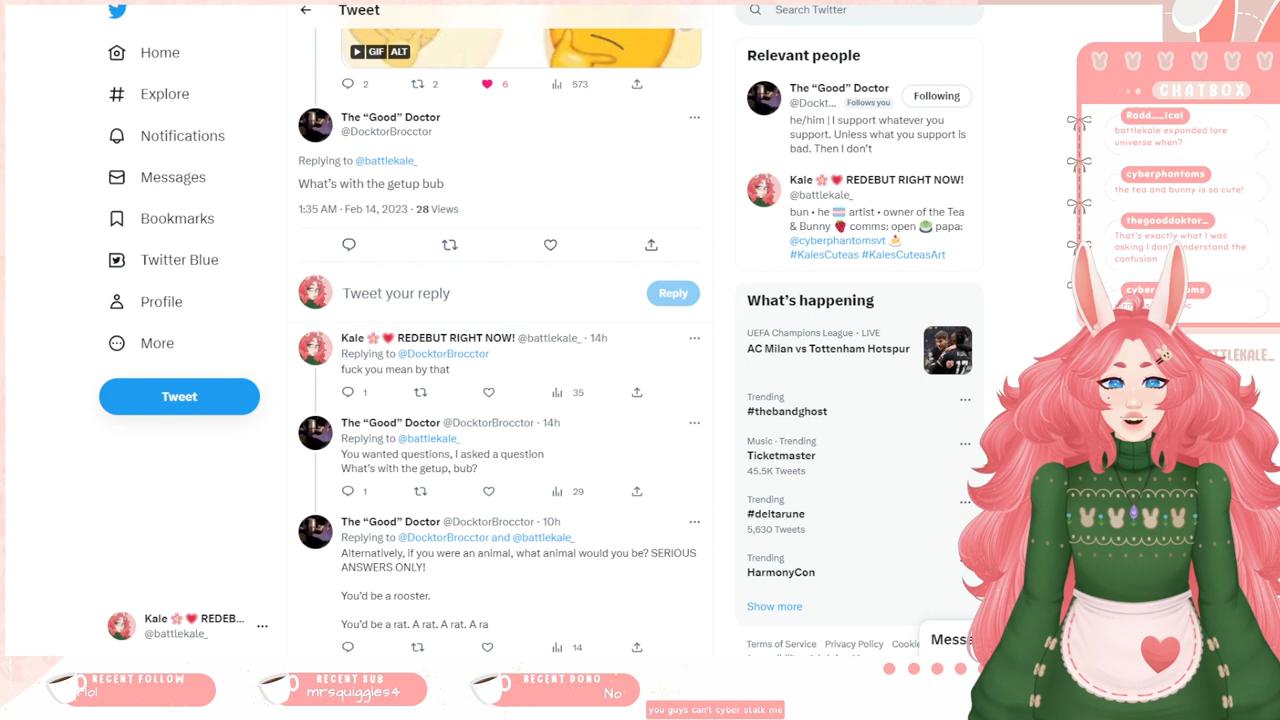 Home
Explore
Notifications
Messages
Bookmarks
Twitter Blue
Profile
More
Tweet
Kale 🌸 💗 REDEB...
@battlekale_
Tweet
GIF ALT
2 2 6 573
The “Good” Doctor
@DocktorBrocctor
Replying to @battlekale_
What’s with the getup bub
1:35 AM · Feb 14, 2023 · 28 Views
Tweet your reply
Reply
Kale 🌸 💗 REDEBUT RIGHT NOW! @battlekale_ · 14h
Replying to @DocktorBrocctor
fuck you mean by that
1 35
The “Good” Doctor @DocktorBrocctor · 14h
Replying to @battlekale_
You wanted questions, I asked a question
What’s with the getup, bub?
1 29
The “Good” Doctor @DocktorBrocctor · 10h
Replying to @DocktorBrocctor and @battlekale_
Alternatively, if you were an animal, what animal would you be? SERIOUS
ANSWERS ONLY!
You’d be a rooster.
You’d be a rat. A rat. A ra
14
Search Twitter
Relevant people
The “Good” Doctor
@Dockt... Follows you
Following
he/him | I support whatever you
support. Unless what you support is
bad. Then I don’t
Kale 🌸 💗 REDEBUT RIGHT NOW!
@battlekale_
bun • he 🏳️‍⚧️ artist • owner of the Tea
& Bunny 🍓 comms: open 🍵 papa:
@cyberphantomsvt 🍰
#KalesCuteas #KalesCuteasArt
What’s happening
UEFA Champions League · LIVE
AC Milan vs Tottenham Hotspur
Trending
#thebandghost
Music · Trending
Ticketmaster
45.5K Tweets
Trending
#deltarune
5,630 Tweets
Trending
HarmonyCon
Show more
Terms of Service Privacy Policy Cookie
Mess
CHATBOX
Radd__Ical
battlekale expanded lore
universe when?
cyberphantoms
the tea and bunny is so cute!
thegooddoktor_
That's exactly what I was
asking I don't understand the
confusion
TTLEKALE_
RECENT FOLLOW
RECENT SUB
mrsquiggles4
RECENT DONO
No
you guys can't cyber stalk me